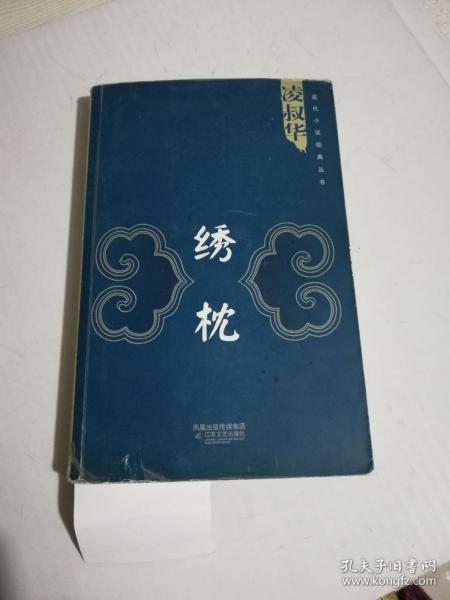 凌叔华
现代小说经典丛书
绣枕
凤凰出版传媒集团
江苏文艺出版社
孔夫子旧书网
www.kongfz.com